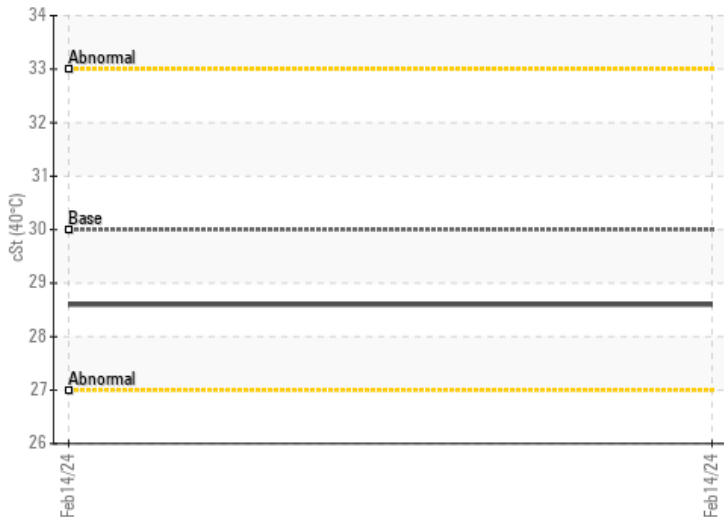 34
Abnormal
33
32
31
Base
30
29
28
Abnormal
27
26
cSt (40°C)
Feb14/24
Feb14/24